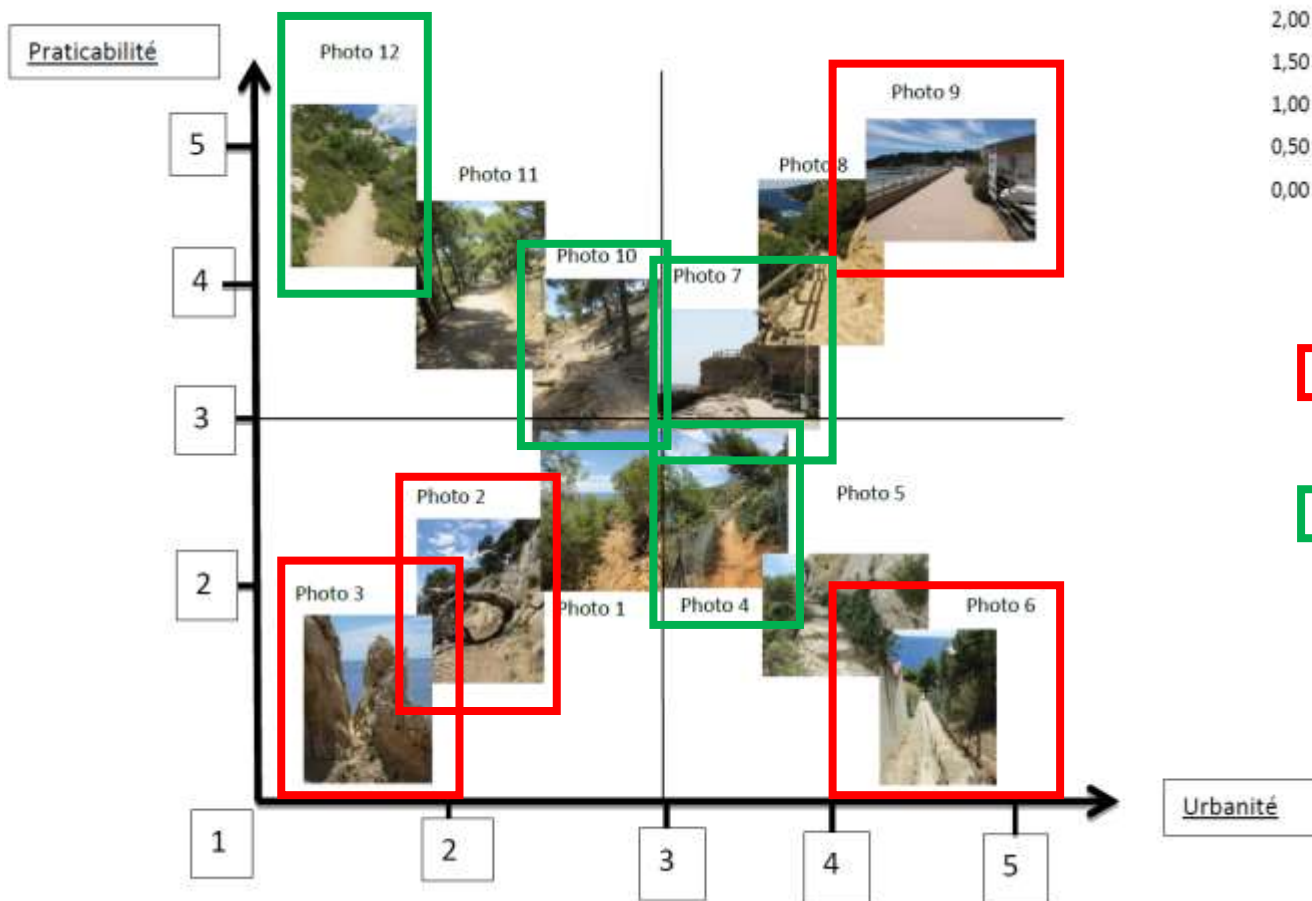 Praticabilité
Photo 12
Photo 9
Photo 11
Photo 8
Photo 10
Photo 7
Photo 2
Photo 5
Photo 3
Photo 1
Photo 4
Photo 6
5
4
3
2
1
2
3
4
5
Urbanité
2,00
1,50
1,00
0,50
0,00